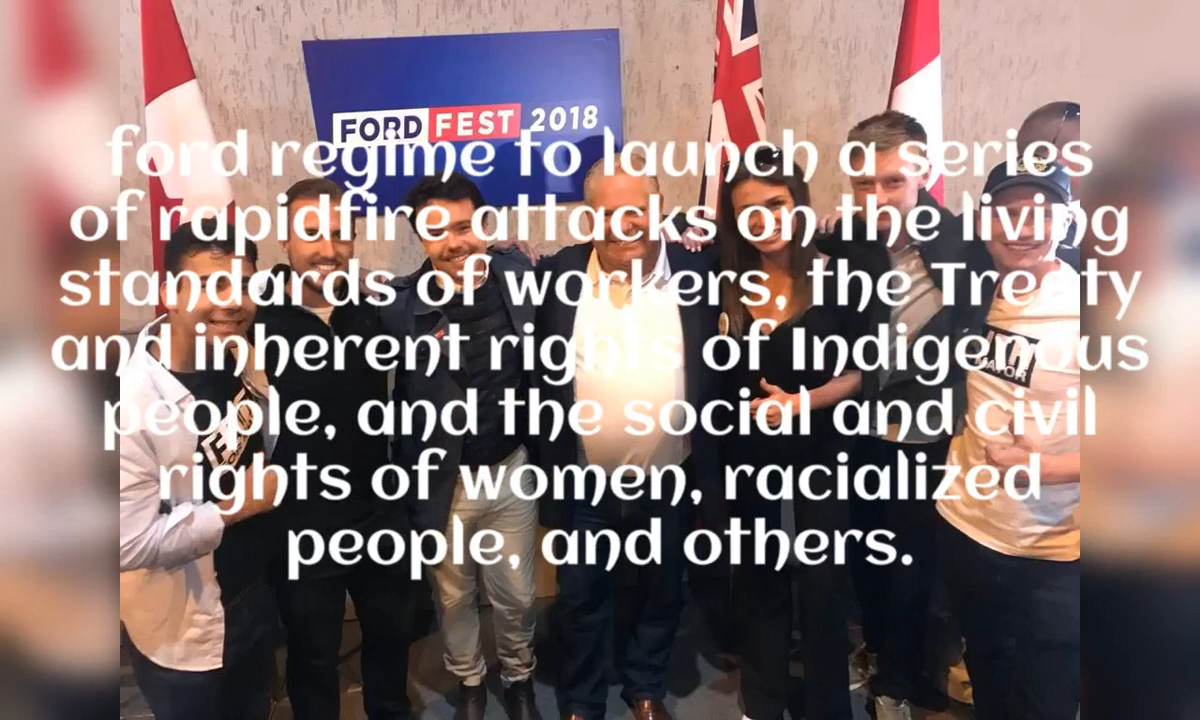 FORD FEST 2018
ford regime to launch a series
of rapidfire attacks on the living
standards of workers, the Treaty
and inherent rights of Indigenous
people, and the social and civil
rights of women, racialized
people, and others.
MAYOR